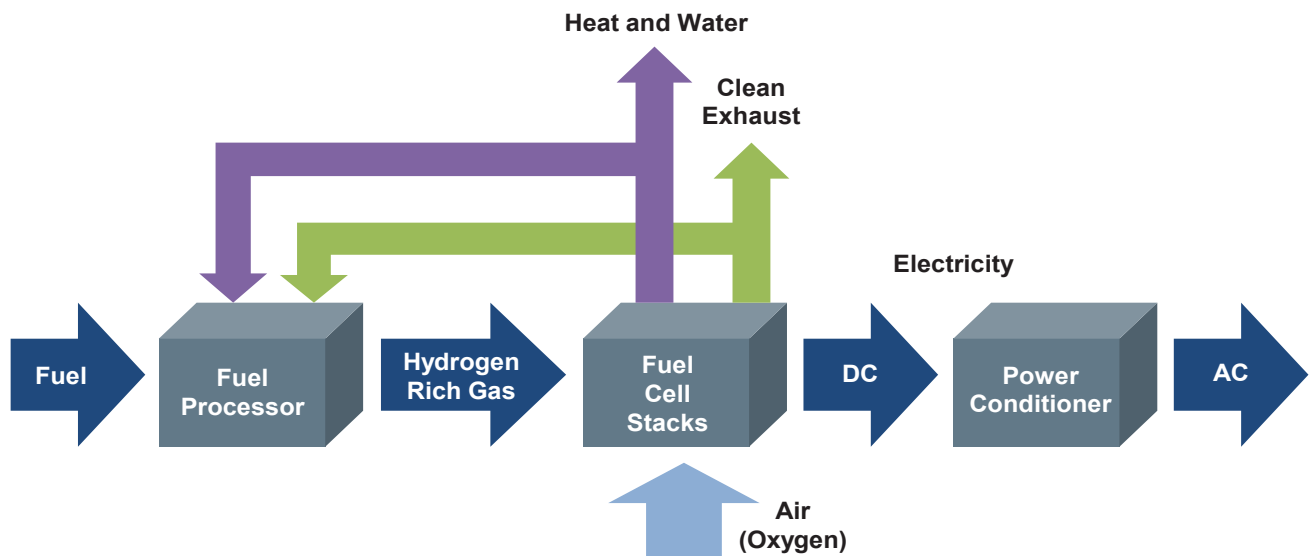 Heat and Water
Clean
Exhaust
Electricity
Fuel
Fuel
Processor
Hydrogen
Rich Gas
Fuel
Cell
Stacks
DC
Power
Conditioner
AC
Air
(Oxygen)